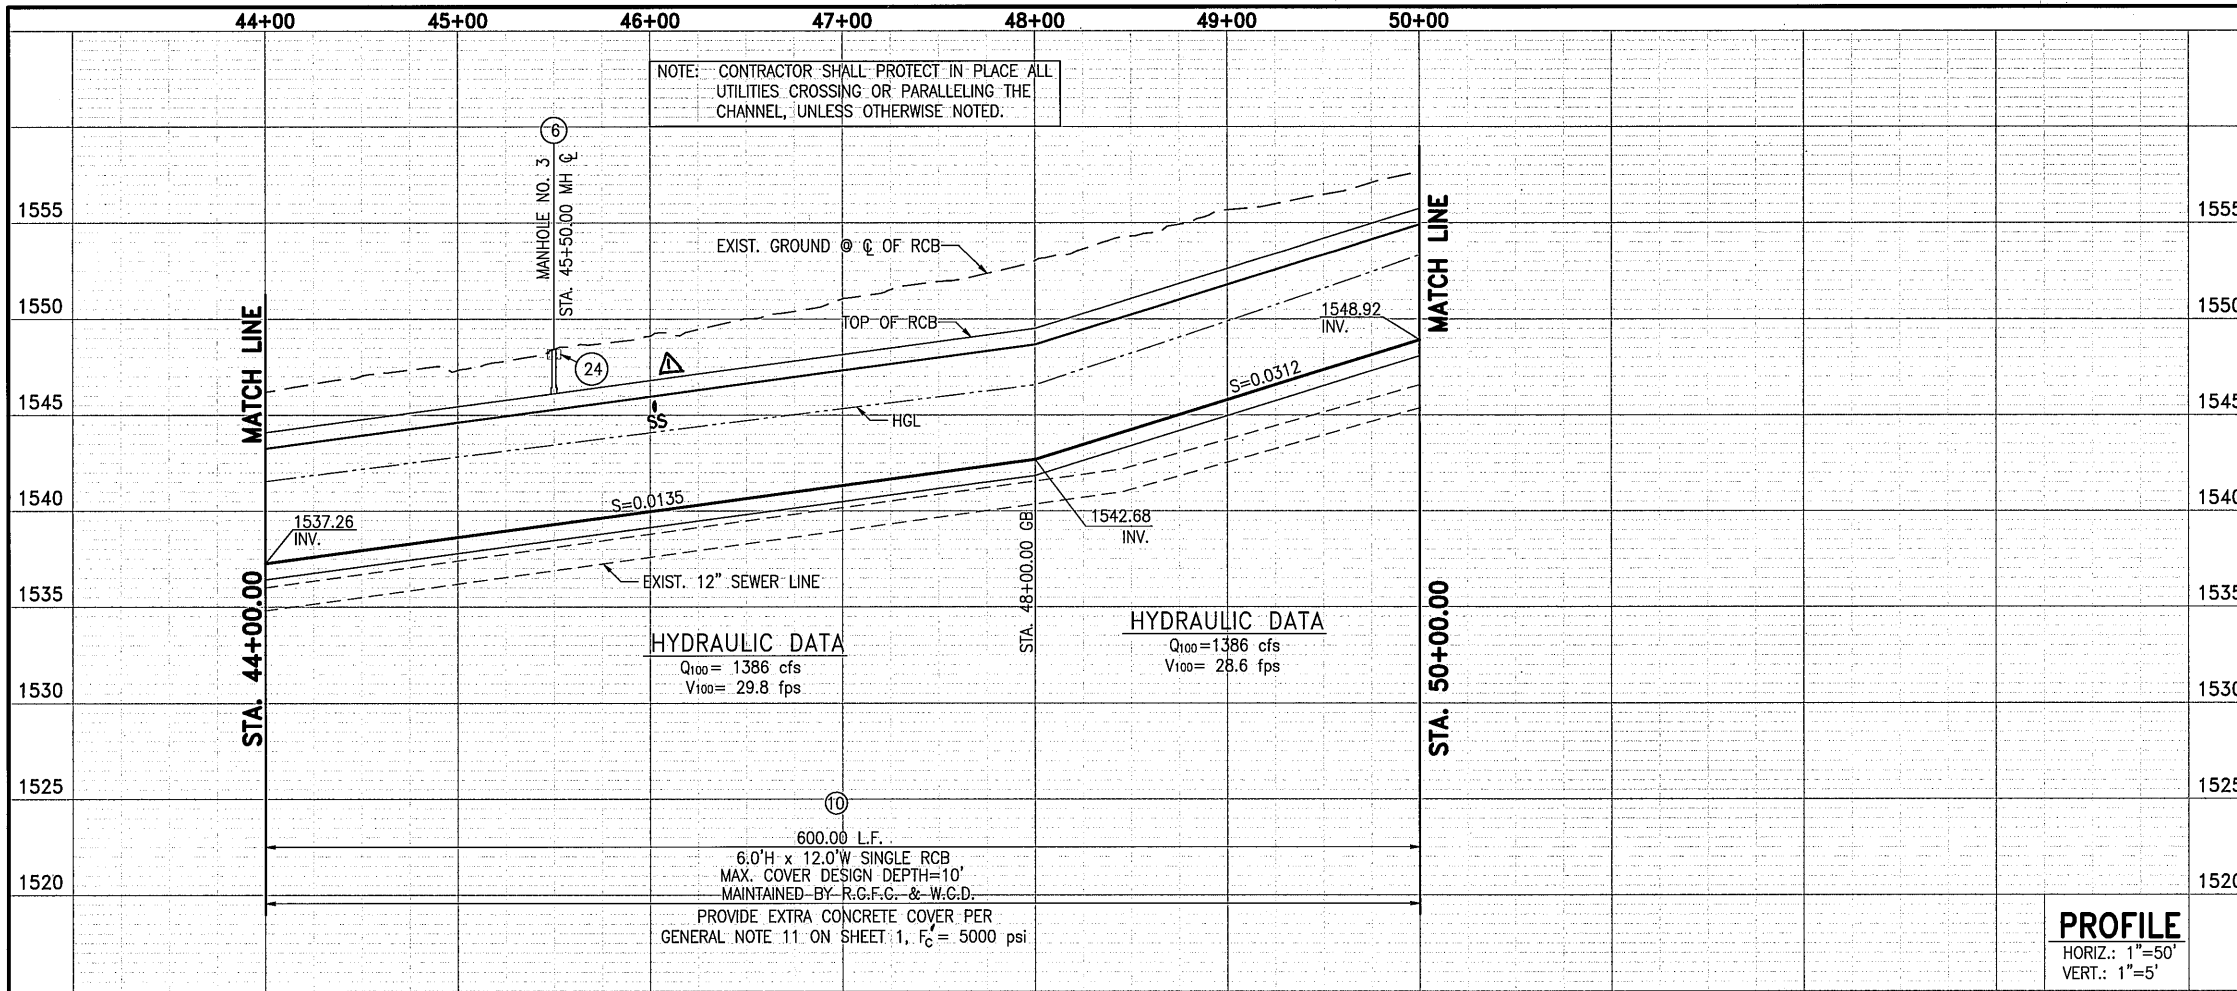 44+00 45+00 46+00 47+00 48+00 49+00 50+00
NOTE: CONTRACTOR SHALL PROTECT IN PLACE ALL
UTILITIES CROSSING OR PARALLELING THE
CHANNEL, UNLESS OTHERWISE NOTED.
6
MANHOLE NO. 3
STA. 45+50.00 MH ℄
1555
1555
EXIST. GROUND @ ℄ OF RCB
MATCH LINE
MATCH LINE
1550
1550
TOP OF RCB
1548.92
INV.
24
1
S=0.0312
1545
1545
SS
HGL
1540
1540
S=0.0135
1537.26
INV.
1542.68
INV.
STA. 48+00.00 GB
EXIST. 12" SEWER LINE
1535
1535
STA. 44+00.00
STA. 50+00.00
HYDRAULIC DATA
Q100= 1386 cfs
V100= 29.8 fps
HYDRAULIC DATA
Q100=1386 cfs
V100= 28.6 fps
1530
1530
1525
1525
10
600.00 L.F.
6.0'H x 12.0'W SINGLE RCB
MAX. COVER DESIGN DEPTH=10'
MAINTAINED BY R.C.F.C. & W.C.D.
1520
1520
PROVIDE EXTRA CONCRETE COVER PER
GENERAL NOTE 11 ON SHEET 1, F'c = 5000 psi
PROFILE
HORIZ.: 1"=50'
VERT.: 1"=5'